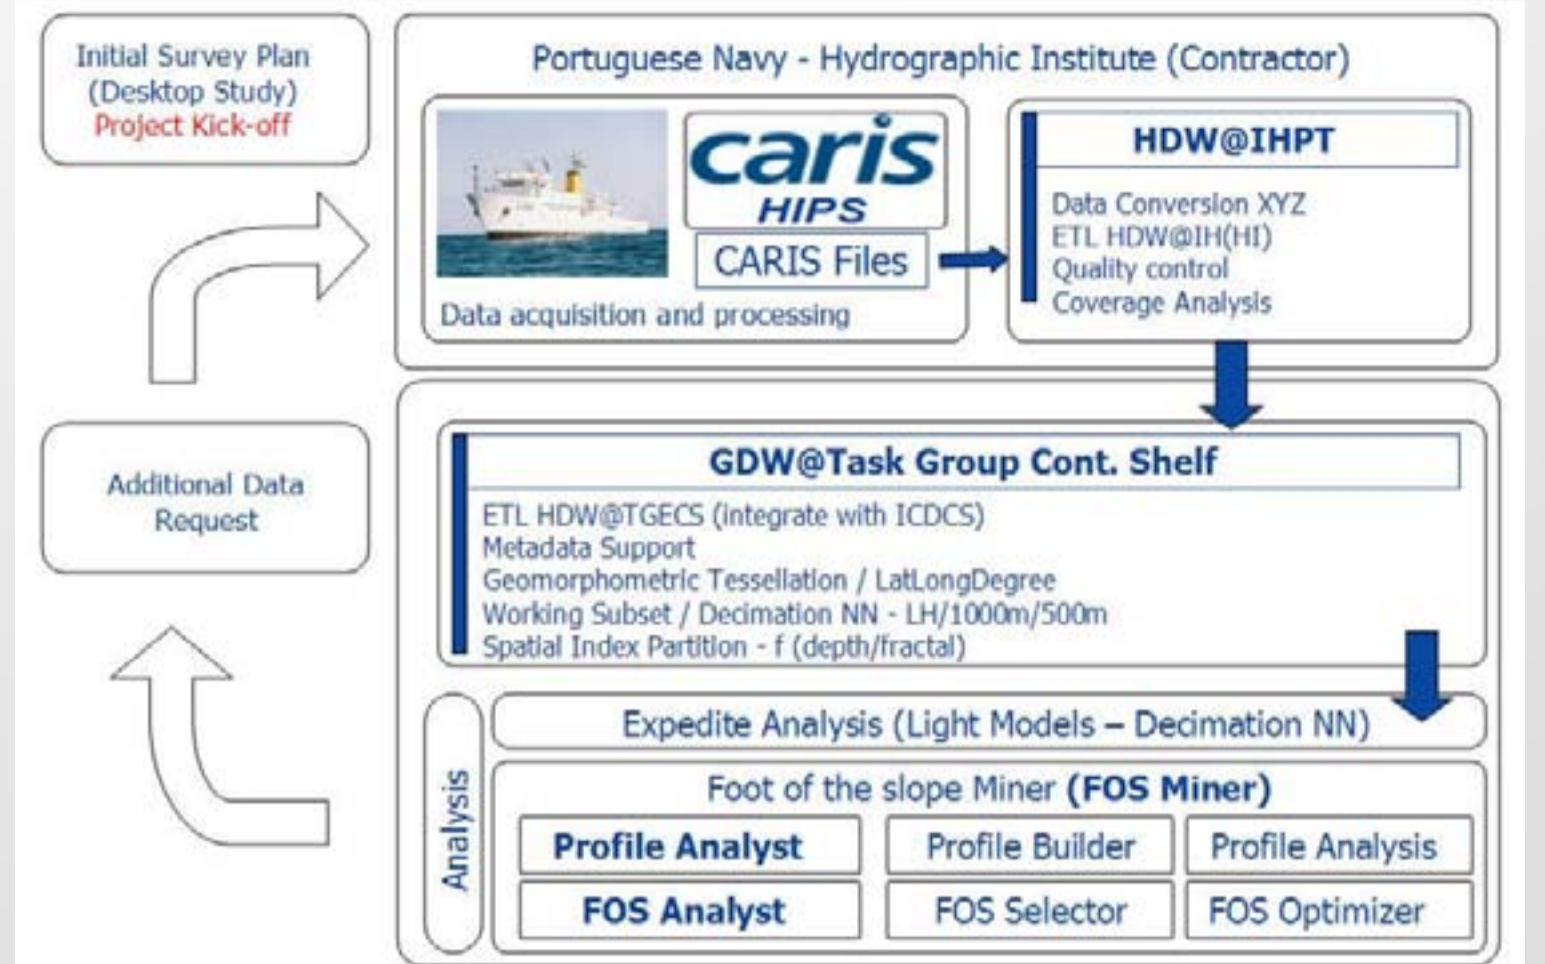 Initial Survey Plan
(Desktop Study)
Project Kick-off
Portuguese Navy - Hydrographic Institute (Contractor)
caris
HIPS
CARIS Files
Data acquisition and processing
HDW@IHPT
Data Conversion XYZ
ETL HDW@IH(HI)
Quality control
Coverage Analysis
Additional Data
Request
GDW@Task Group Cont. Shelf
ETL HDW@TGECS (integrate with ICDCS)
Metadata Support
Geomorphometric Tessellation / LatLongDegree
Working Subset / Decimation NN - LH/1000m/500m
Spatial Index Partition - f (depth/fractal)
Analysis
Expedite Analysis (Light Models – Decimation NN)
Foot of the slope Miner (FOS Miner)
Profile Analyst
Profile Builder
Profile Analysis
FOS Analyst
FOS Selector
FOS Optimizer